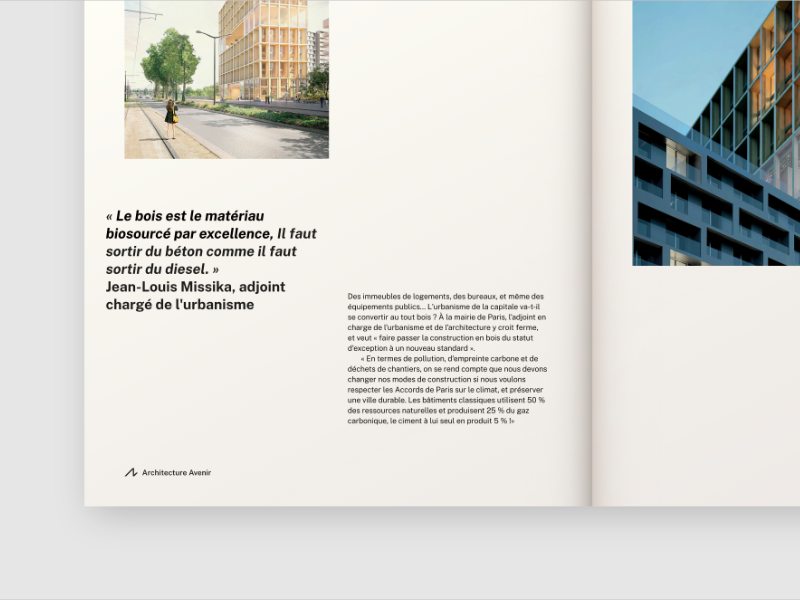 « Le bois est le matériau
biosourcé par excellence, Il faut
sortir du béton comme il faut
sortir du diesel. »
Jean-Louis Missika, adjoint
chargé de l'urbanisme
Des immeubles de logements, des bureaux, et même des
équipements publics... L'urbanisme de la capitale va-t-il
se convertir au tout bois ? À la mairie de Paris, l'adjoint en
charge de l'urbanisme et de l'architecture y croit ferme,
et veut « faire passer la construction en bois du statut
d'exception à un nouveau standard ».
« En termes de pollution, d'empreinte carbone et de
déchets de chantiers, on se rend compte que nous devons
changer nos modes de construction si nous voulons
respecter les Accords de Paris sur le climat, et préserver
une ville durable. Les bâtiments classiques utilisent 50 %
des ressources naturelles et produisent 25 % du gaz
carbonique, le ciment à lui seul en produit 5 % !»
Architecture Avenir